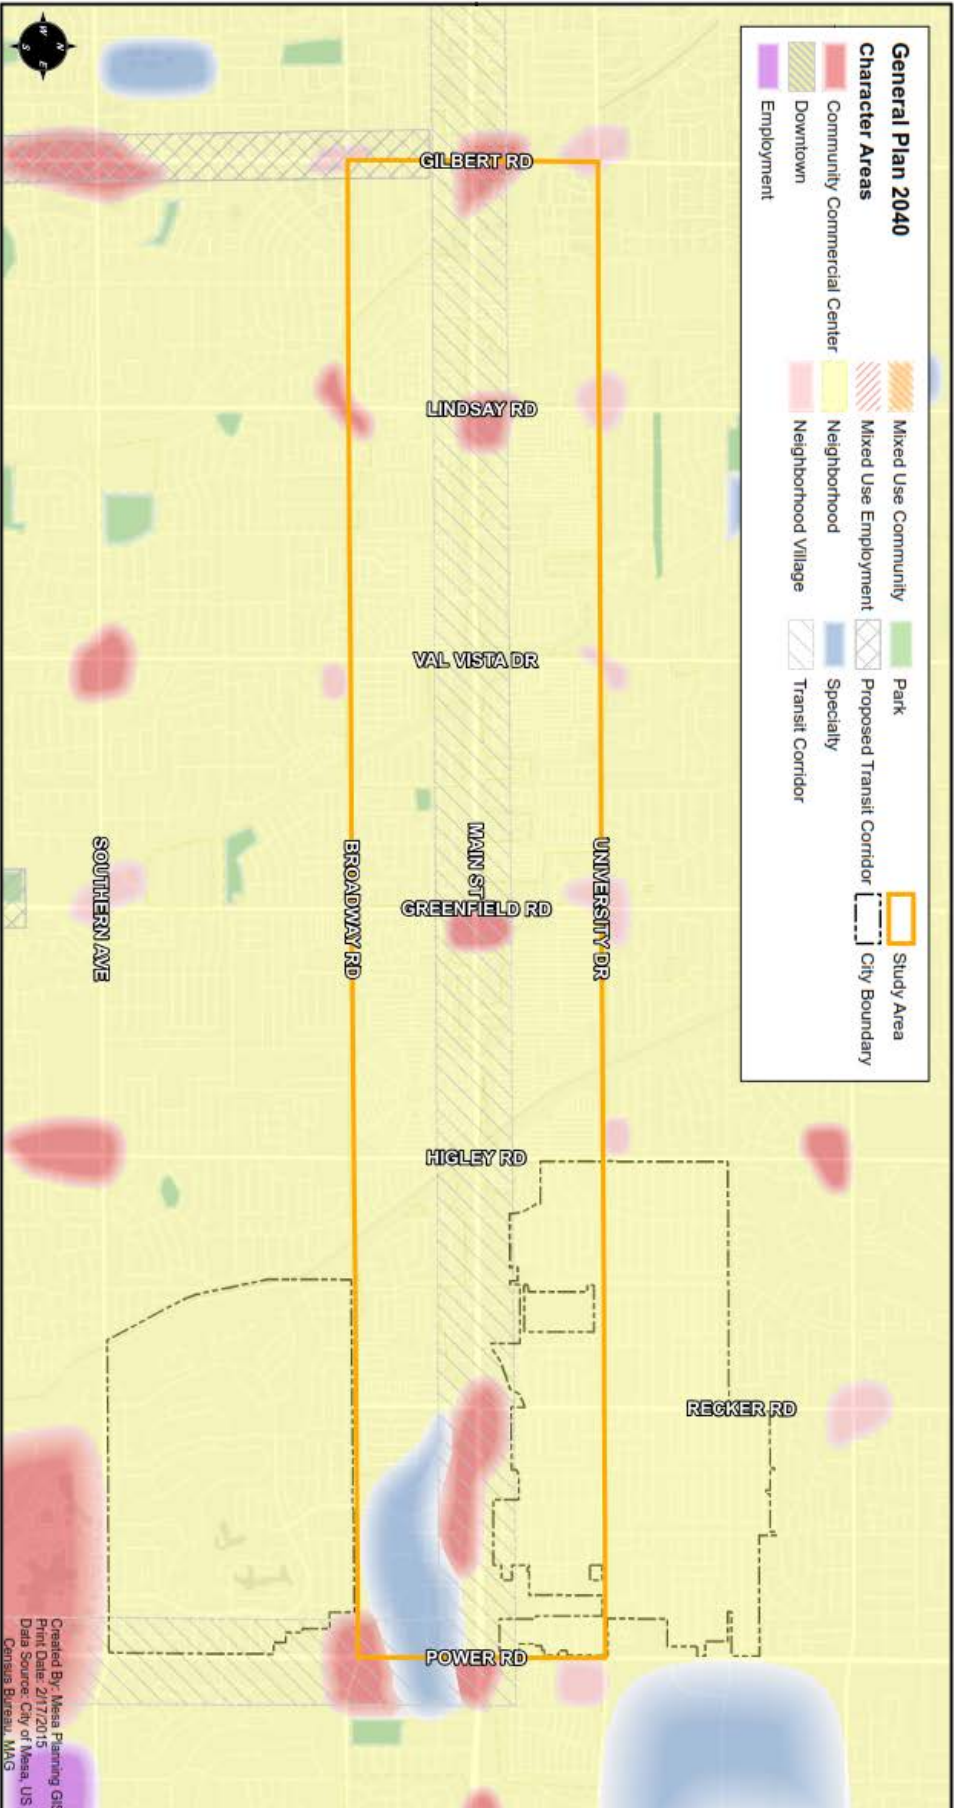 General Plan 2040
Character Areas
Community Commercial Center
Downtown
Employment
Mixed Use Community
Mixed Use Employment
Neighborhood
Neighborhood Village
Park
Proposed Transit Corridor
Specialty
Transit Corridor
Study Area
City Boundary
N
E
S
W
GILBERT RD
LINDSAY RD
VAL VISTA DR
GREENFIELD RD
HIGLEY RD
RECKER RD
POWER RD
UNIVERSITY DR
MAIN ST
BROADWAY RD
SOUTHERN AVE
Created By: Mesa Planning GIS
Print Date: 2/17/2015
Data Source: City of Mesa, US
Census Bureau, MAG